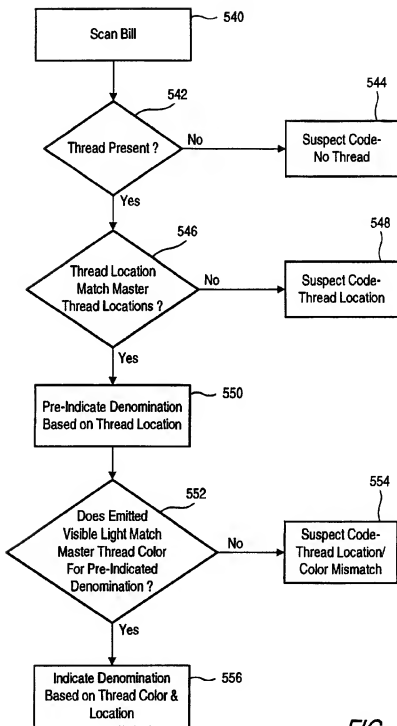 540
Scan Bill
542
544
Thread Present ?
No
Suspect Code-
No Thread
Yes
546
548
Thread Location
Match Master
Thread Locations ?
No
Suspect Code-
Thread Location
Yes
550
Pre-Indicate Denomination
Based on Thread Location
552
554
Does Emitted
Visible Light Match
Master Thread Color
For Pre-Indicated
Denomination ?
No
Suspect Code-
Thread Location/
Color Mismatch
Yes
556
Indicate Denomination
Based on Thread Color &
Location
FIG